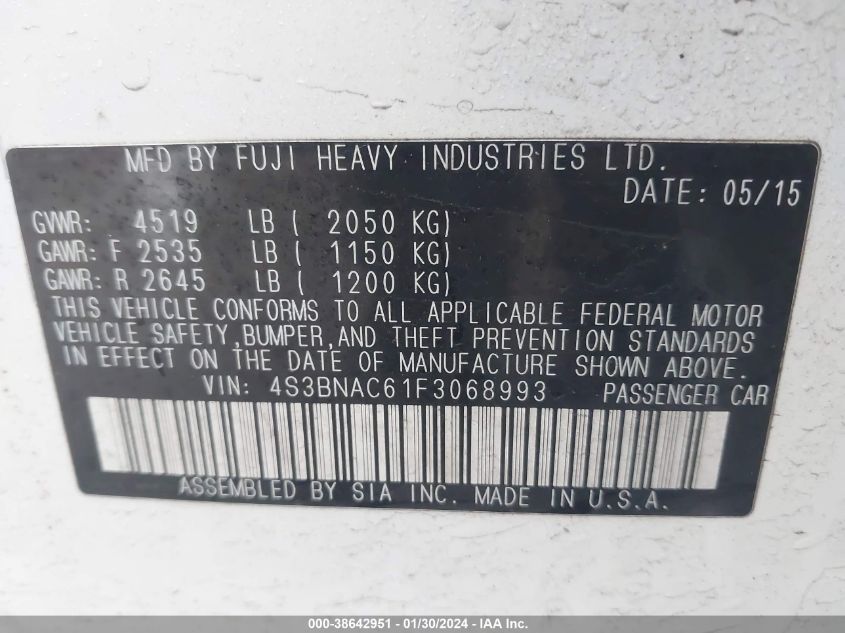 MFD BY FUJI HEAVY INDUSTRIES LTD.
DATE: 05/15
GVWR: 4519 LB ( 2050 KG)
GAWR: F 2535 LB ( 1150 KG)
GAWR: R 2645 LB ( 1200 KG)
THIS VEHICLE CONFORMS TO ALL APPLICABLE FEDERAL MOTOR
VEHICLE SAFETY,BUMPER,AND THEFT PREVENTION STANDARDS
IN EFFECT ON THE DATE OF MANUFACTURE SHOWN ABOVE.
VIN: 4S3BNAC61F3068993 PASSENGER CAR
ASSEMBLED BY SIA INC. MADE IN U.S.A.
000-38642951 - 01/30/2024 - IAA Inc.